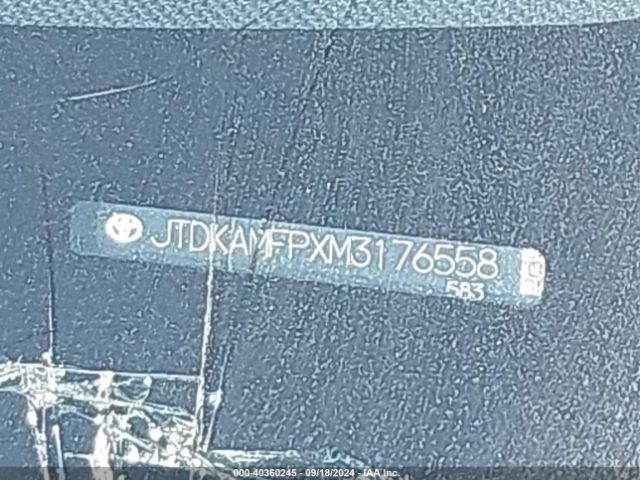 JTDKAMFPXM3176558
583
000-40360245 - 09/18/2024 - IAA Inc.